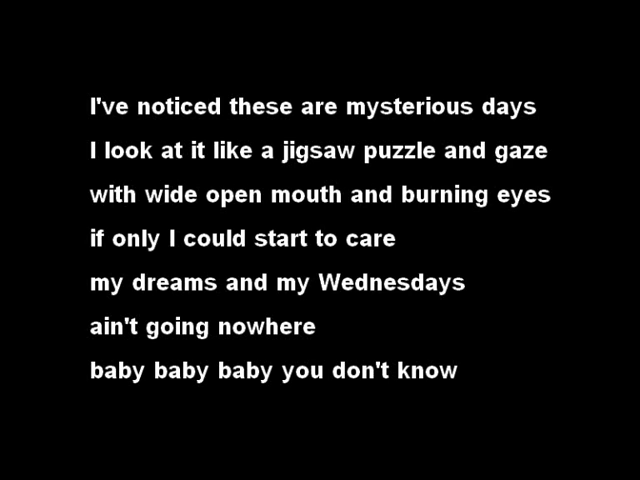 I've noticed these are mysterious days
I look at it like a jigsaw puzzle and gaze
with wide open mouth and burning eyes
if only I could start to care
my dreams and my Wednesdays
ain't going nowhere
baby baby baby you don't know